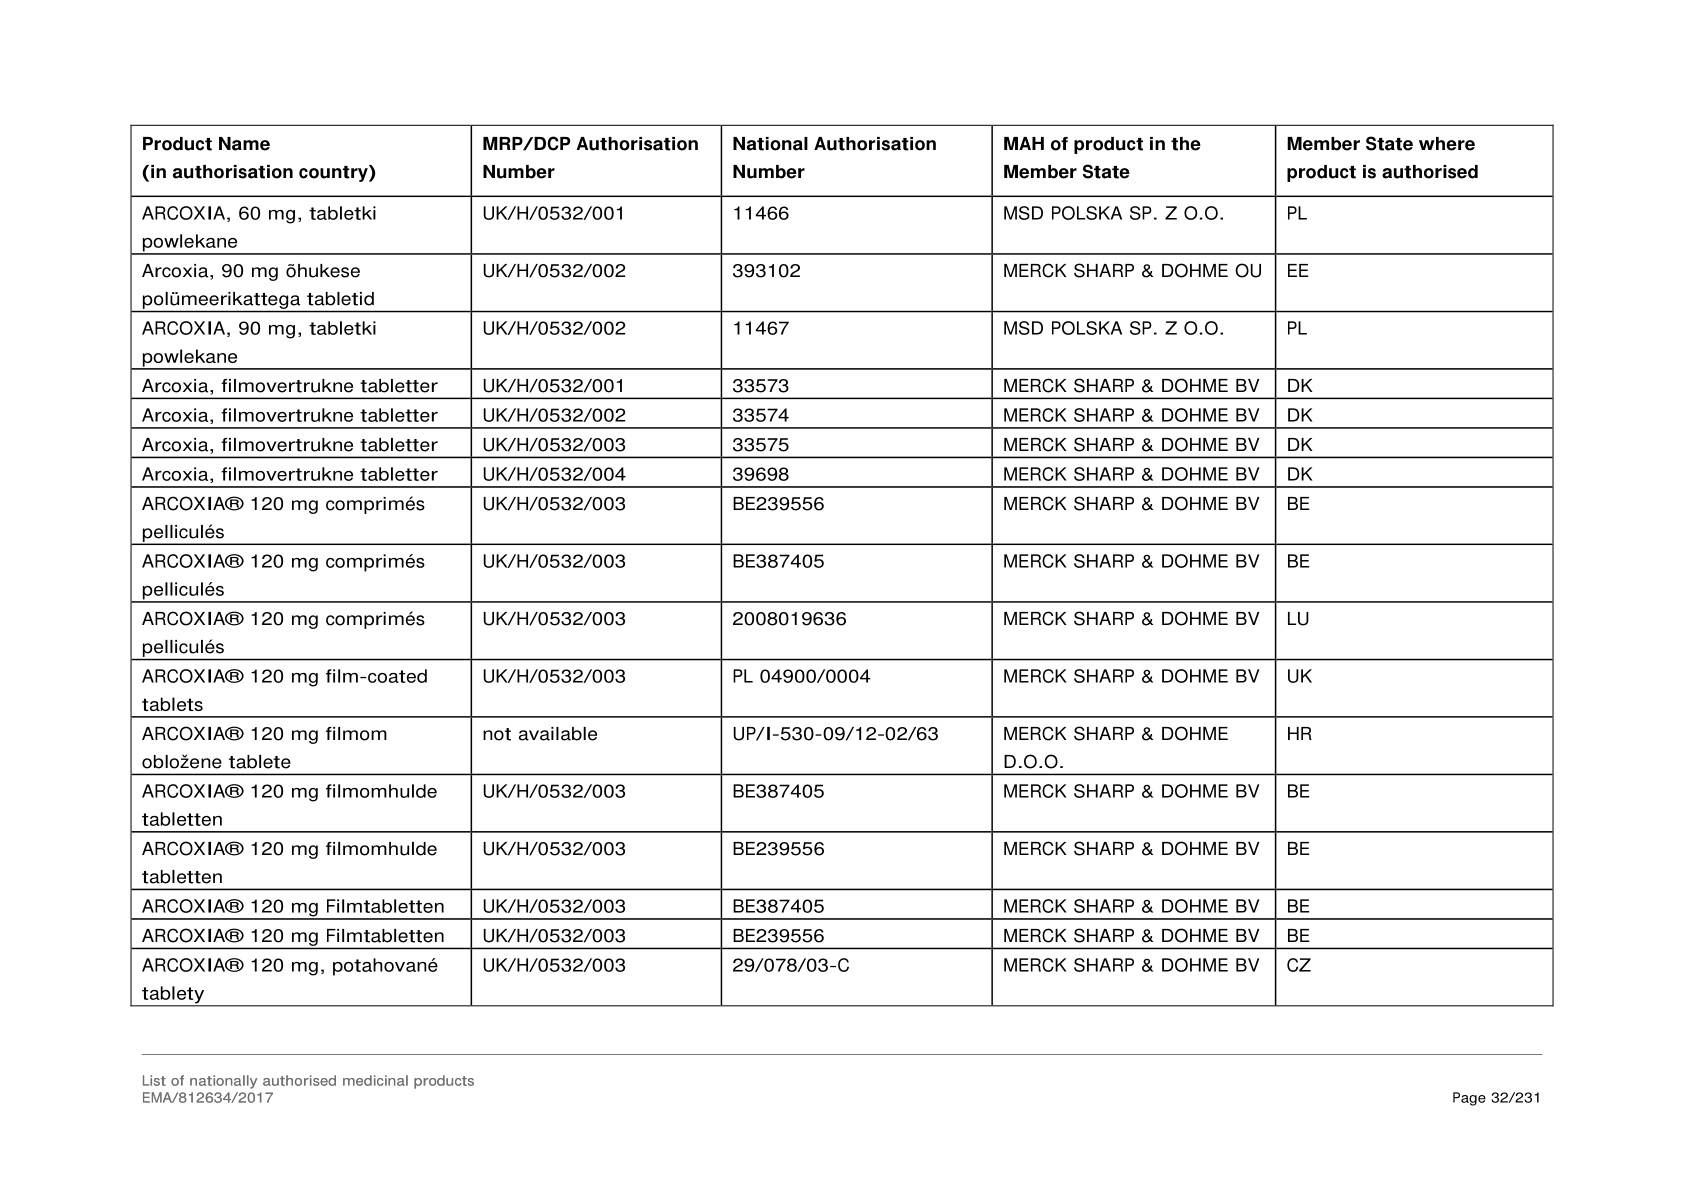 Product Name
(in authorisation country)
MRP/DCP Authorisation
Number
National Authorisation
Number
MAH of product in the
Member State
Member State where
product is authorised
ARCOXIA, 60 mg, tabletki
powlekane
UK/H/0532/001
11466
MSD POLSKA SP. Z O.O.
PL
Arcoxia, 90 mg õhukese
polümeerikattega tabletid
UK/H/0532/002
393102
MERCK SHARP & DOHME OU
EE
ARCOXIA, 90 mg, tabletki
powlekane
UK/H/0532/002
11467
MSD POLSKA SP. Z O.O.
PL
Arcoxia, filmovertrukne tabletter
UK/H/0532/001
33573
MERCK SHARP & DOHME BV
DK
Arcoxia, filmovertrukne tabletter
UK/H/0532/002
33574
MERCK SHARP & DOHME BV
DK
Arcoxia, filmovertrukne tabletter
UK/H/0532/003
33575
MERCK SHARP & DOHME BV
DK
Arcoxia, filmovertrukne tabletter
UK/H/0532/004
39698
MERCK SHARP & DOHME BV
DK
ARCOXIA® 120 mg comprimés
pelliculés
UK/H/0532/003
BE239556
MERCK SHARP & DOHME BV
BE
ARCOXIA® 120 mg comprimés
pelliculés
UK/H/0532/003
BE387405
MERCK SHARP & DOHME BV
BE
ARCOXIA® 120 mg comprimés
pelliculés
UK/H/0532/003
2008019636
MERCK SHARP & DOHME BV
LU
ARCOXIA® 120 mg film-coated
tablets
UK/H/0532/003
PL 04900/0004
MERCK SHARP & DOHME BV
UK
ARCOXIA® 120 mg filmom
obložene tablete
not available
UP/I-530-09/12-02/63
MERCK SHARP & DOHME
D.O.O.
HR
ARCOXIA® 120 mg filmomhulde
tabletten
UK/H/0532/003
BE387405
MERCK SHARP & DOHME BV
BE
ARCOXIA® 120 mg filmomhulde
tabletten
UK/H/0532/003
BE239556
MERCK SHARP & DOHME BV
BE
ARCOXIA® 120 mg Filmtabletten
UK/H/0532/003
BE387405
MERCK SHARP & DOHME BV
BE
ARCOXIA® 120 mg Filmtabletten
UK/H/0532/003
BE239556
MERCK SHARP & DOHME BV
BE
ARCOXIA® 120 mg, potahované
tablety
UK/H/0532/003
29/078/03-C
MERCK SHARP & DOHME BV
CZ
List of nationally authorised medicinal products
EMA/812634/2017
Page 32/231